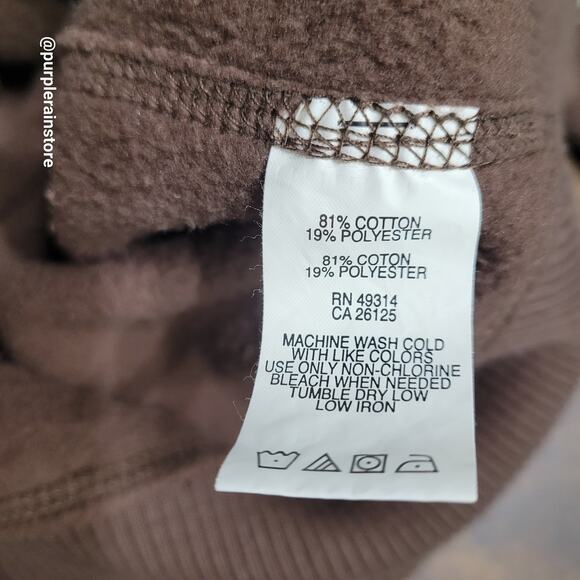 @purplerainstore
81% COTTON
19% POLYESTER
81% COTON
19% POLYESTER
RN 49314
CA 26125
MACHINE WASH COLD
WITH LIKE COLORS
USE ONLY NON-CHLORINE
BLEACH WHEN NEEDED
TUMBLE DRY LOW
LOW IRON